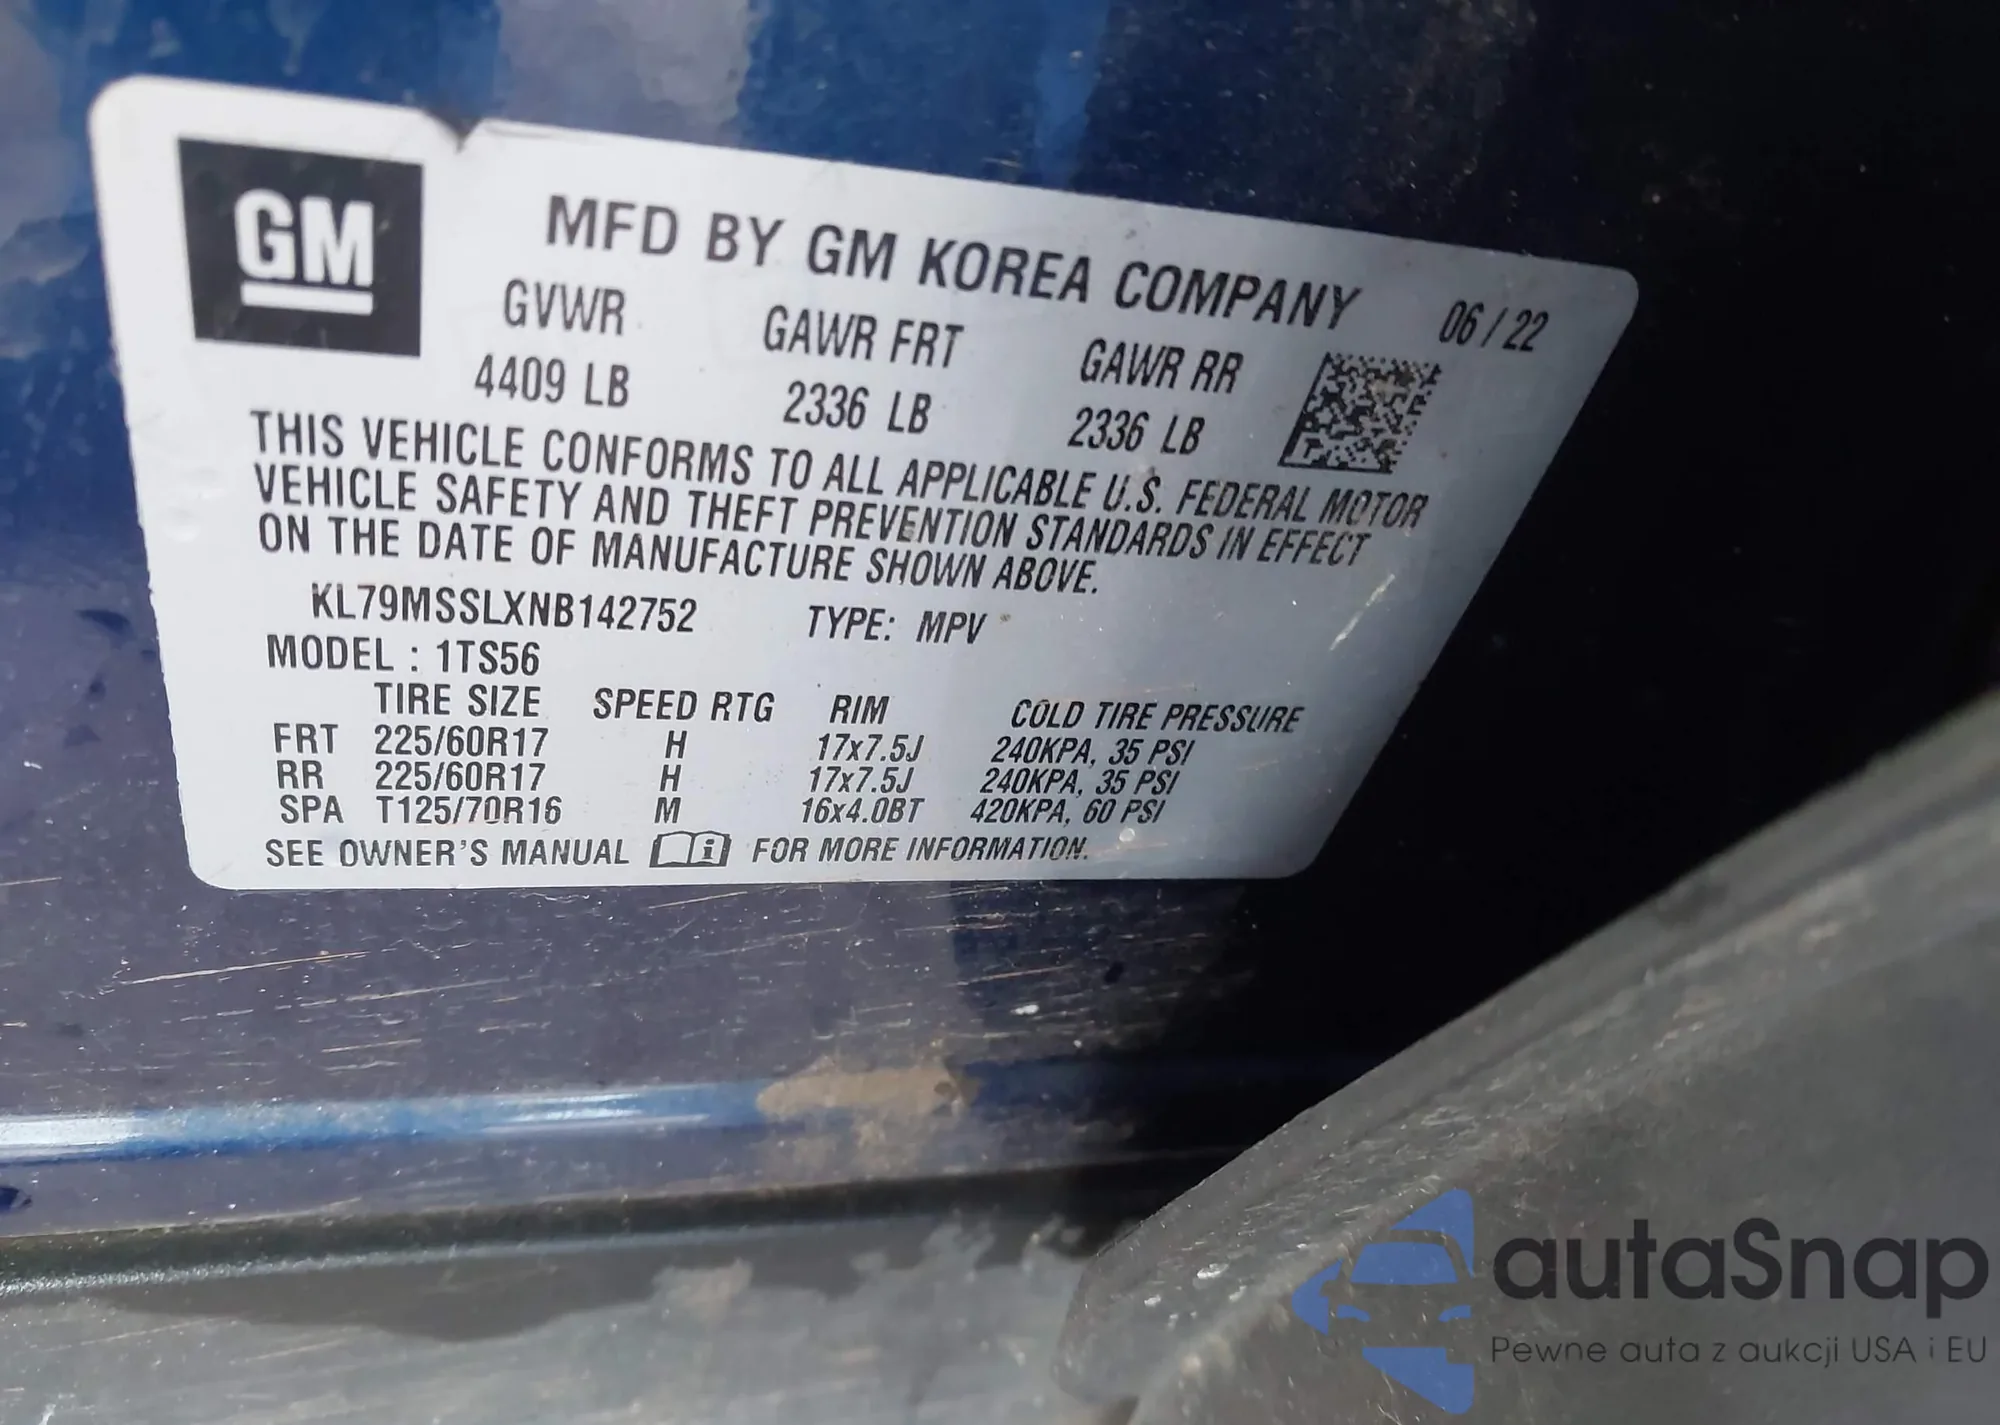 GM
MFD BY GM KOREA COMPANY 06/22
GVWR GAWR FRT GAWR RR
4409 LB 2336 LB 2336 LB
THIS VEHICLE CONFORMS TO ALL APPLICABLE U.S. FEDERAL MOTOR
VEHICLE SAFETY AND THEFT PREVENTION STANDARDS IN EFFECT
ON THE DATE OF MANUFACTURE SHOWN ABOVE.
KL79MSSLXNB142752 TYPE: MPV
MODEL : 1TS56
TIRE SIZE SPEED RTG RIM COLD TIRE PRESSURE
FRT 225/60R17 H 17x7.5J 240KPA, 35 PSI
RR 225/60R17 H 17x7.5J 240KPA, 35 PSI
SPA T125/70R16 M 16x4.0BT 420KPA, 60 PSI
SEE OWNER'S MANUAL i FOR MORE INFORMATION.
autaSnap
Pewne auta z aukcji USA i EU